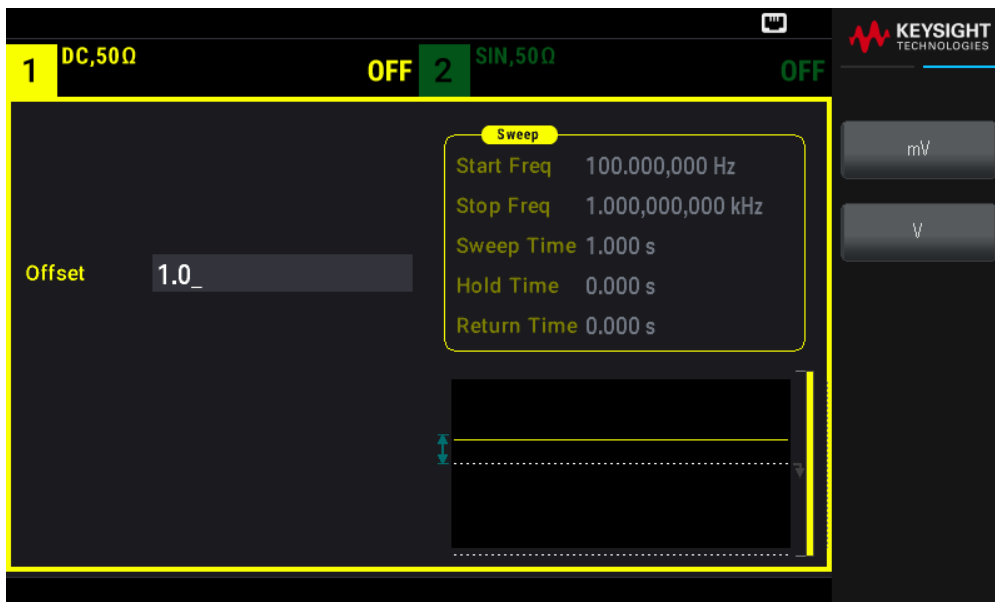 KEYSIGHT
TECHNOLOGIES
1 DC,50Ω OFF 2 SIN,50Ω OFF
Sweep
Start Freq 100.000,000 Hz
Stop Freq 1.000,000,000 kHz
Sweep Time 1.000 s
Hold Time 0.000 s
Return Time 0.000 s
Offset 1.0_
mV
V